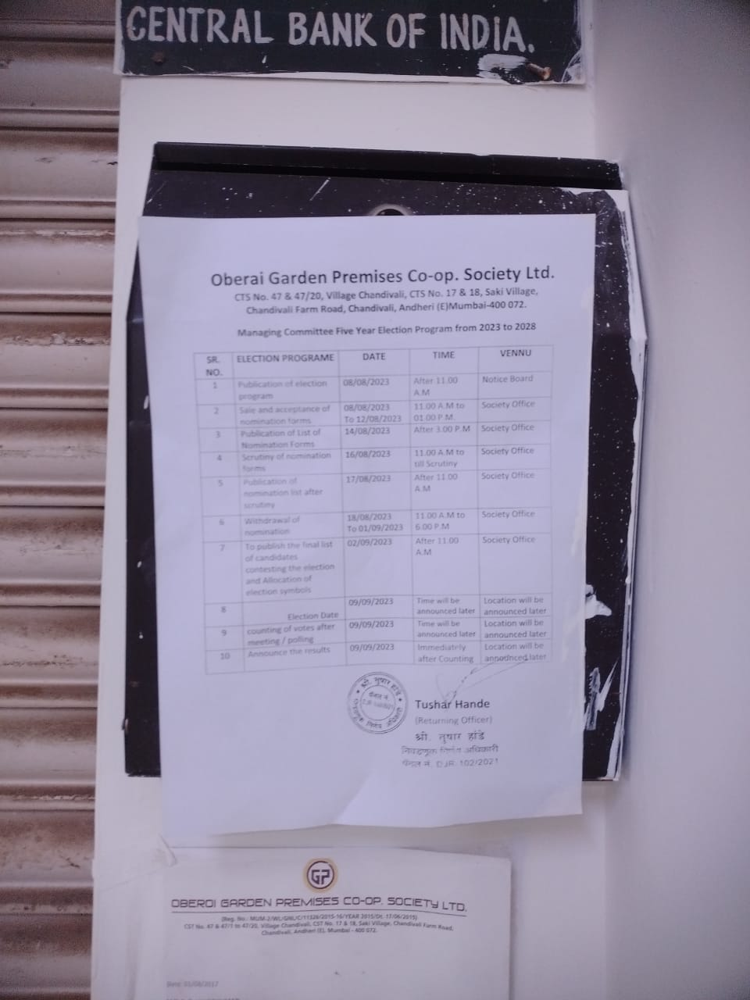 CENTRAL BANK OF INDIA.
Oberai Garden Premises Co-op. Society Ltd.
CTS No. 47 & 47/20, Village Chandivali, CTS No. 17 & 18, Saki Village,
Chandivali Farm Road, Chandivali, Andheri (E)Mumbai-400 072.
Managing Committee Five Year Election Program from 2023 to 2028
SR. NO. ELECTION PROGRAME DATE TIME VENNU
1 Publication of election program 08/08/2023 After 11.00 A.M Notice Board
2 Sale and acceptance of nomination forms 08/08/2023 To 12/08/2023 11.00 A.M to 01.00 P.M. Society Office
3 Publication of List of Nomination Forms 14/08/2023 After 3.00 P.M Society Office
4 Scrutiny of nomination forms 16/08/2023 11.00 A.M to till Scrutiny Society Office
5 Publication of nomination list after scrutiny 17/08/2023 After 11.00 A.M Society Office
6 Withdrawal of nomination 18/08/2023 To 01/09/2023 11.00 A.M to 6.00 P.M Society Office
7 To publish the final list of candidates contesting the election and Allocation of election symbols 02/09/2023 After 11.00 A.M Society Office
8 Election Date 09/09/2023 Time will be announced later Location will be announced later
9 counting of votes after meeting / polling 09/09/2023 Time will be announced later Location will be announced later
10 Announce the results 09/09/2023 Immediately after Counting Location will be announced later
श्री. तुषार हांडे
पॅनल नं.
निवडणूक निर्णय अधिकारी
Tushar Hande
(Returning Officer)
श्री. तुषार हांडे
निवडणूक निर्णय अधिकारी
पॅनल नं. DJR. 102/2021
GP
OBEROI GARDEN PREMISES CO-OP. SOCIETY LTD.
(Reg. No.: MUM-2/WL/GNL/C/11326/2015-16/YEAR 2015/Dt. 17/06/2015)
CST No. 47 & 47/1 to 47/20, Village Chandivali, CST No. 17 & 18, Saki Village, Chandivali Farm Road,
Chandivali, Andheri (E), Mumbai - 400 072.
Date: 01/08/2017